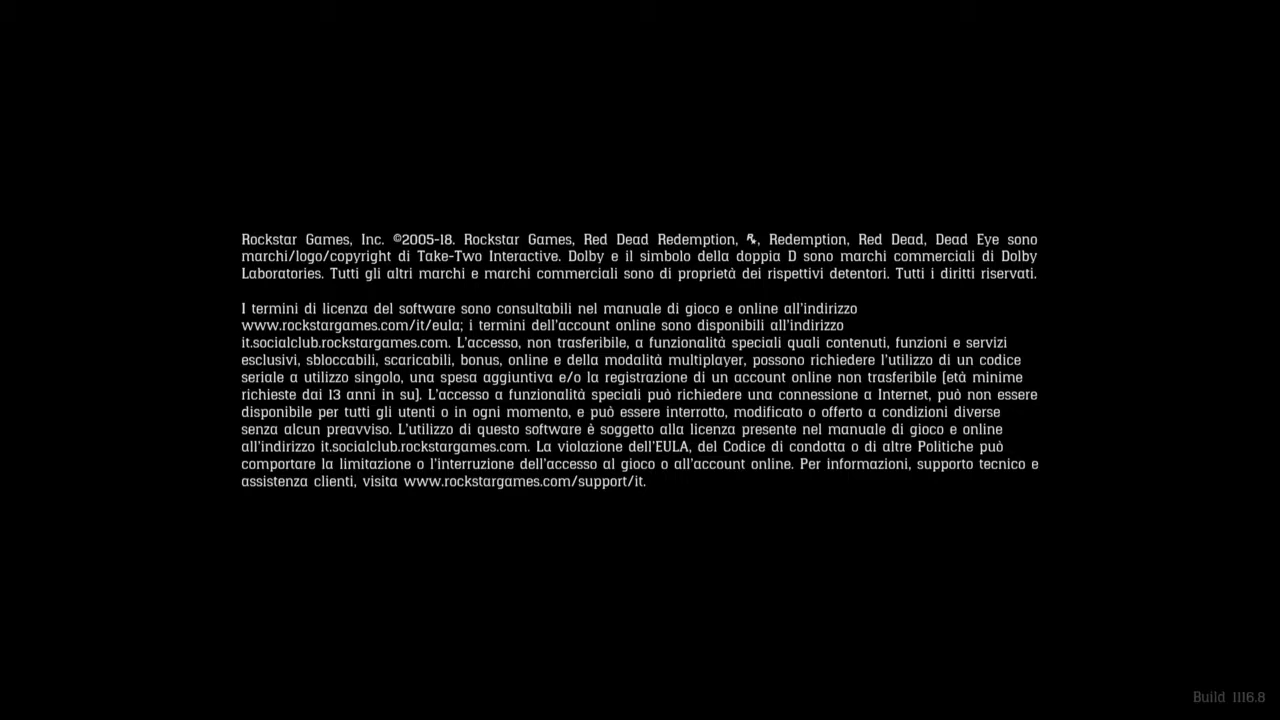 Rockstar Games, Inc. ©2005-18. Rockstar Games, Red Dead Redemption, R*, Redemption, Red Dead, Dead Eye sono
marchi/logo/copyright di Take-Two Interactive. Dolby e il simbolo della doppia D sono marchi commerciali di Dolby
Laboratories. Tutti gli altri marchi e marchi commerciali sono di proprietà dei rispettivi detentori. Tutti i diritti riservati.
I termini di licenza del software sono consultabili nel manuale di gioco e online all'indirizzo
www.rockstargames.com/it/eula; i termini dell'account online sono disponibili all'indirizzo
it.socialclub.rockstargames.com. L'accesso, non trasferibile, a funzionalità speciali quali contenuti, funzioni e servizi
esclusivi, sbloccabili, scaricabili, bonus, online e della modalità multiplayer, possono richiedere l'utilizzo di un codice
seriale a utilizzo singolo, una spesa aggiuntiva e/o la registrazione di un account online non trasferibile (età minime
richieste dai 13 anni in su). L'accesso a funzionalità speciali può richiedere una connessione a Internet, può non essere
disponibile per tutti gli utenti o in ogni momento, e può essere interrotto, modificato o offerto a condizioni diverse
senza alcun preavviso. L'utilizzo di questo software è soggetto alla licenza presente nel manuale di gioco e online
all'indirizzo it.socialclub.rockstargames.com. La violazione dell'EULA, del Codice di condotta o di altre Politiche può
comportare la limitazione o l'interruzione dell'accesso al gioco o all'account online. Per informazioni, supporto tecnico e
assistenza clienti, visita www.rockstargames.com/support/it.
Build 1116.8